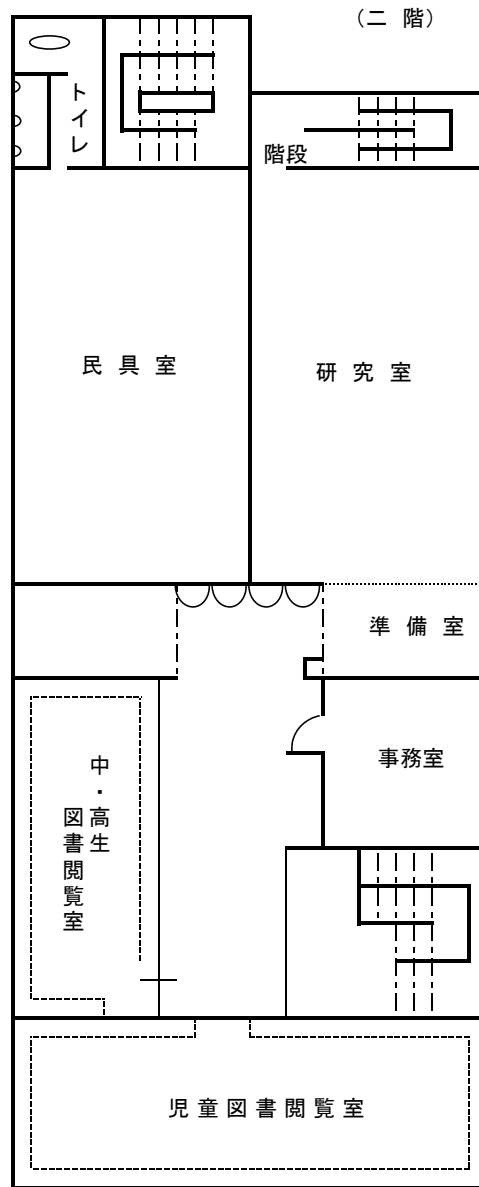 （二 階）
トイレ
階段
民 具 室
研 究 室
準 備 室
事務室
中・高生
図書閲覧室
児童図書閲覧室